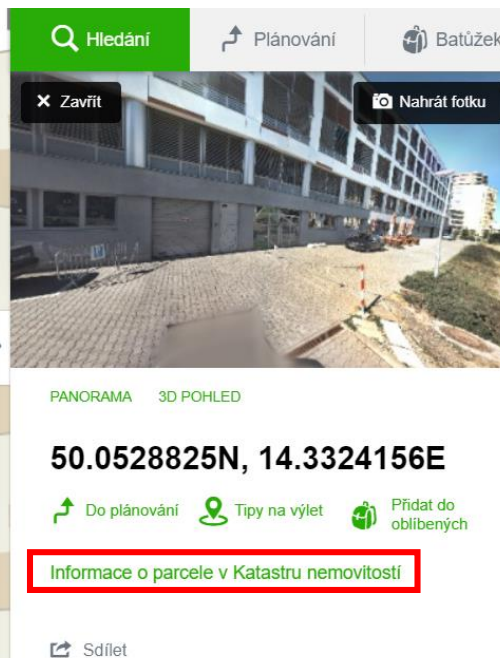 Hledání
Plánování
Batůžek
× Zavřít
Nahrát fotku
PANORAMA 3D POHLED
50.0528825N, 14.3324156E
Do plánování
Tipy na výlet
Přidat do
oblíbených
Informace o parcele v Katastru nemovitostí
Sdílet